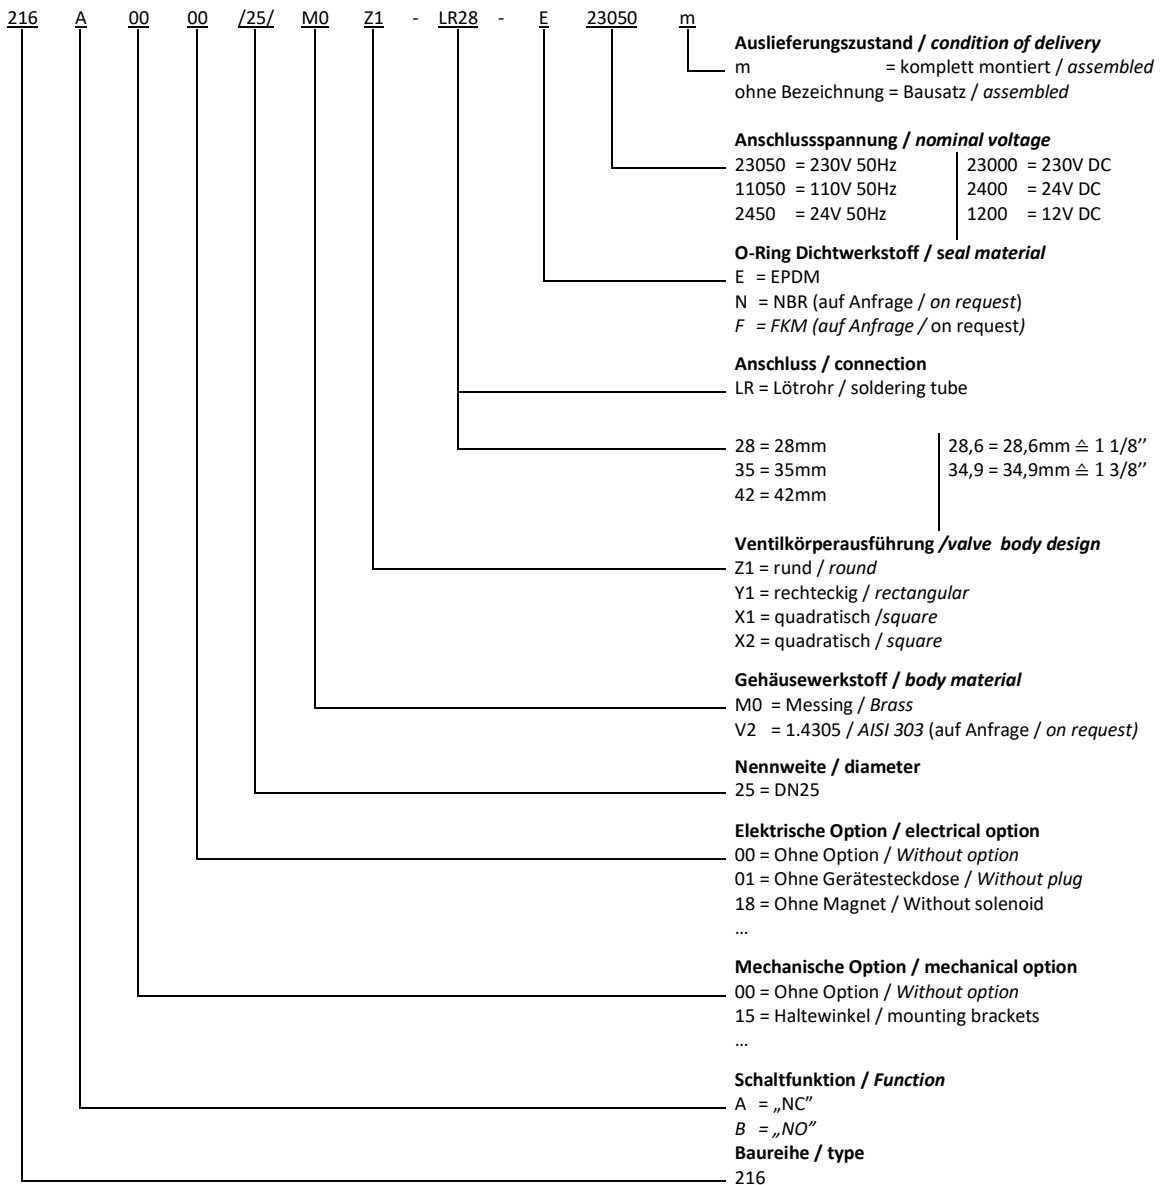 216 A 00 00 /25/ M0 Z1 - LR28 - E 23050 m
Auslieferungszustand / condition of delivery
m = komplett montiert / assembled
ohne Bezeichnung = Bausatz / assembled
Anschlussspannung / nominal voltage
23050 = 230V 50Hz 23000 = 230V DC
11050 = 110V 50Hz 2400 = 24V DC
2450 = 24V 50Hz 1200 = 12V DC
O-Ring Dichtwerkstoff / seal material
E = EPDM
N = NBR (auf Anfrage / on request)
F = FKM (auf Anfrage / on request)
Anschluss / connection
LR = Lötrohr / soldering tube
28 = 28mm 28,6 = 28,6mm ≙ 1 1/8’’
35 = 35mm 34,9 = 34,9mm ≙ 1 3/8’’
42 = 42mm
Ventilkörperausführung /valve body design
Z1 = rund / round
Y1 = rechteckig / rectangular
X1 = quadratisch /square
X2 = quadratisch / square
Gehäusewerkstoff / body material
M0 = Messing / Brass
V2 = 1.4305 / AISI 303 (auf Anfrage / on request)
Nennweite / diameter
25 = DN25
Elektrische Option / electrical option
00 = Ohne Option / Without option
01 = Ohne Gerätesteckdose / Without plug
18 = Ohne Magnet / Without solenoid
...
Mechanische Option / mechanical option
00 = Ohne Option / Without option
15 = Haltewinkel / mounting brackets
...
Schaltfunktion / Function
A = „NC”
B = „NO”
Baureihe / type
216